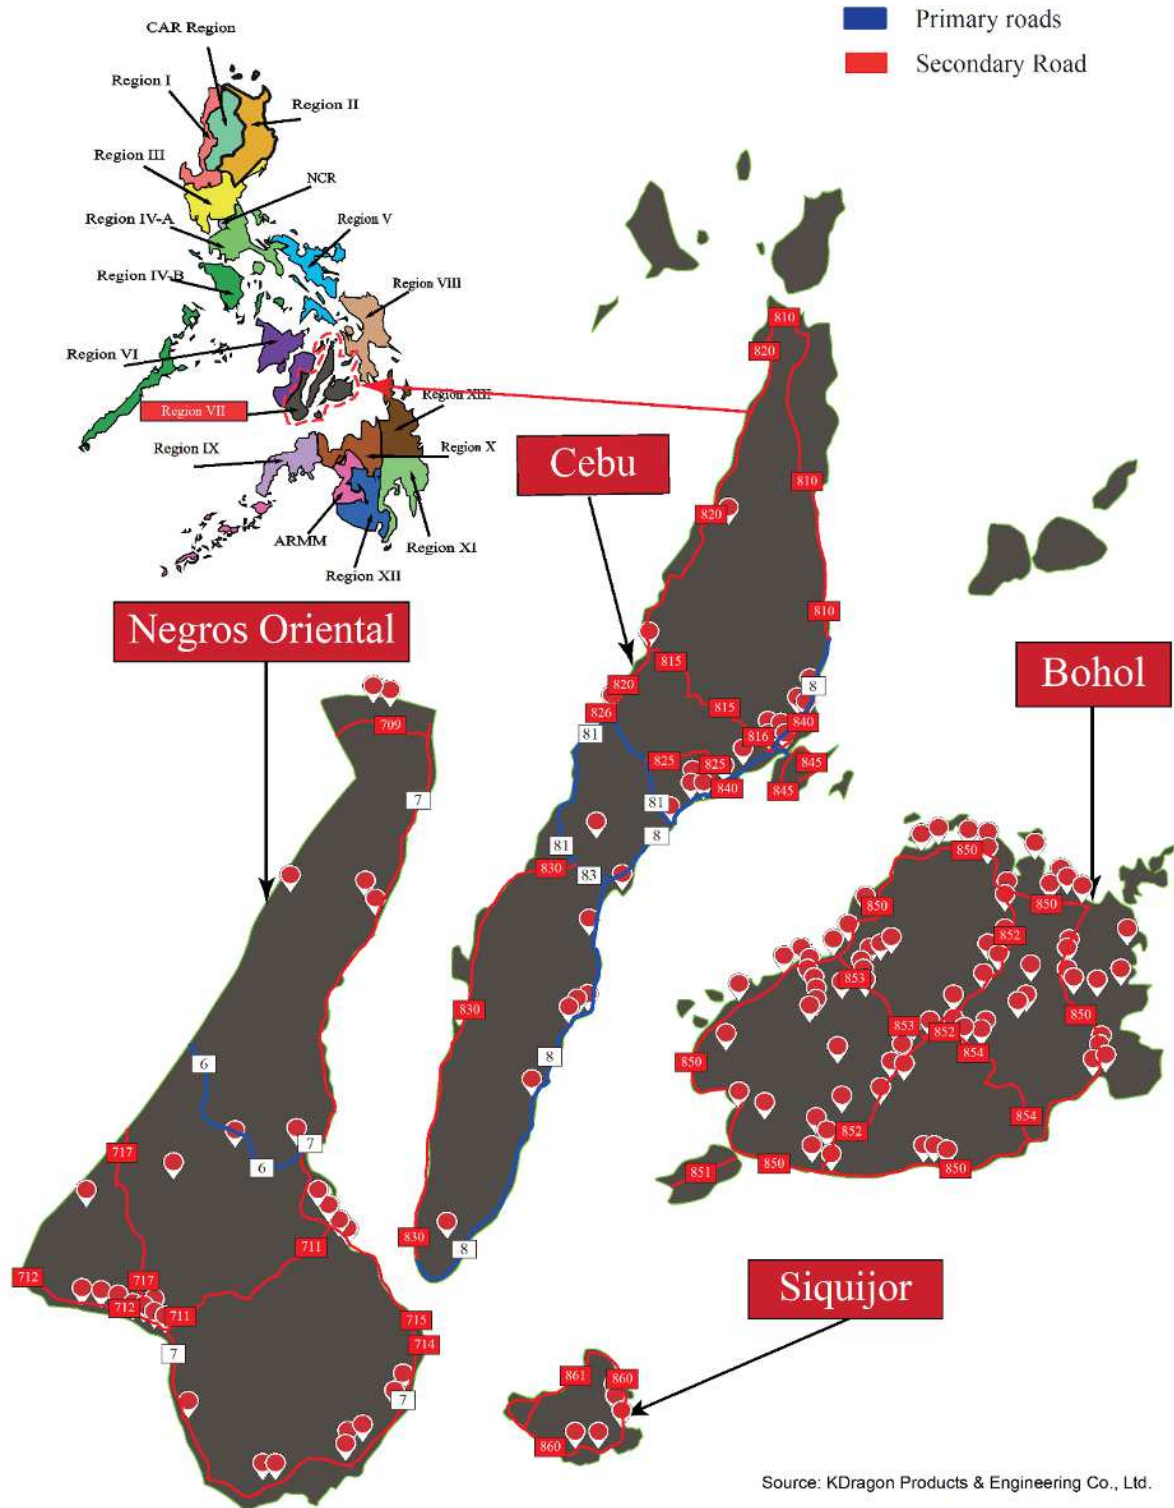 Primary roads
Secondary Road
CAR Region
Region I
Region II
Region III
NCR
Region IV-A
Region V
Region IV-B
Region VIII
Region VI
Region XIII
Region VII
Region IX
Region X
ARMM
Region XI
Region XII
Cebu
Negros Oriental
Bohol
Siquijor
810
820
810
820
810
815
820
815
826
81
8
840
816
825
825
845
845
840
81
8
81
830
83
830
8
830
8
709
7
6
7
6
717
711
712
717
712
711
7
715
714
7
850
850
850
852
853
850
853
852
854
850
854
852
850
850
851
861
860
860
Source: KDragon Products & Engineering Co., Ltd.